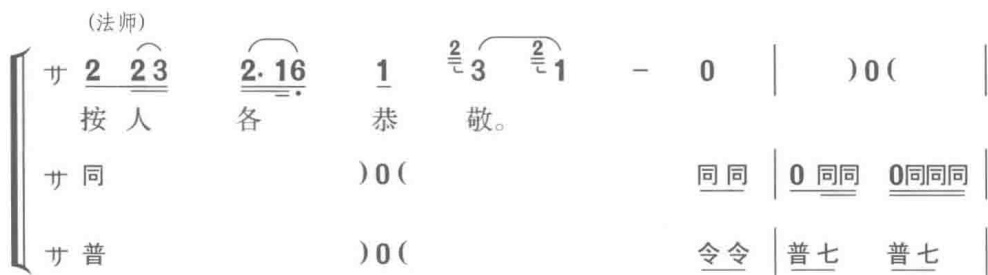 (法师)
サ 2 23 2·16 1 2 3 2 1 - 0 )0(
按人 各 恭 敬。
サ 同 )0( 同同 0 同同 0同同同
サ 普 )0( 令令 普七 普七